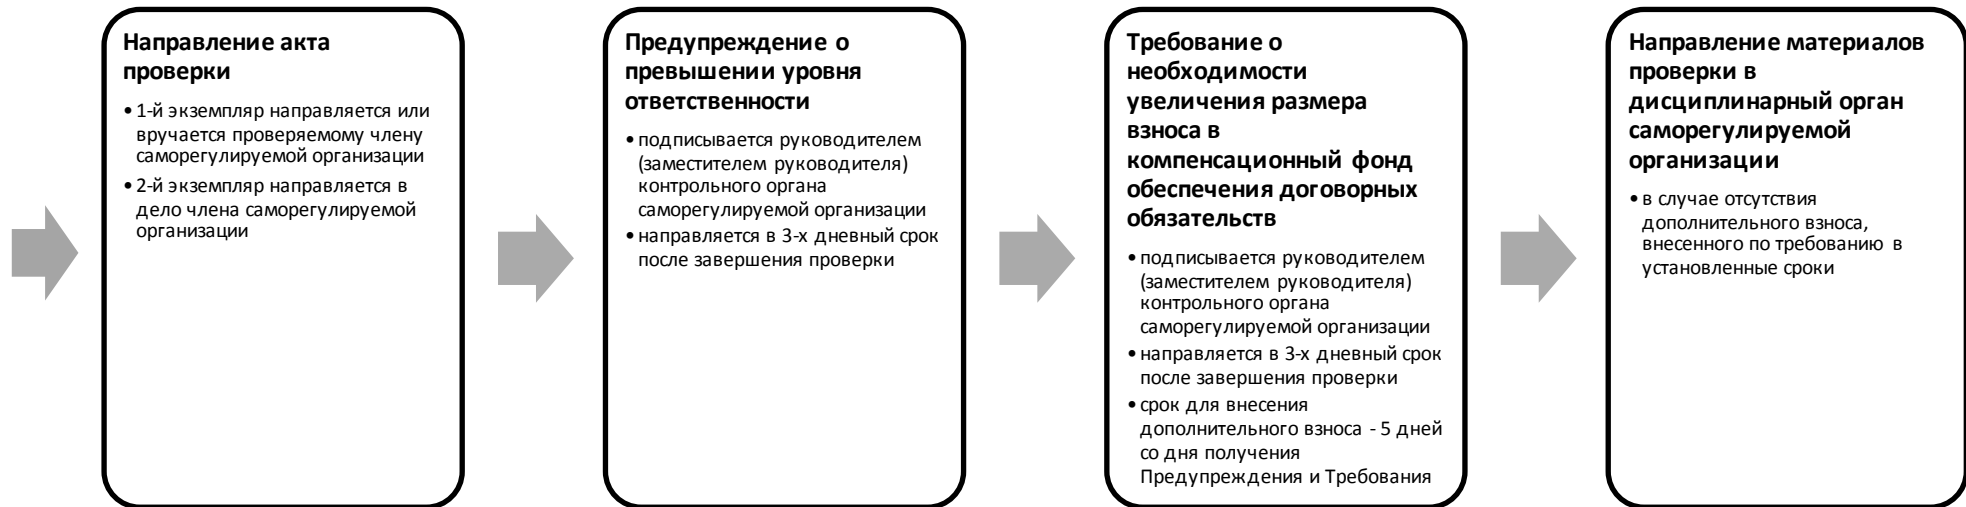 Направление акта
проверки
• 1-й экземпляр направляется или
вручается проверяемому члену
саморегулируемой организации
• 2-й экземпляр направляется в
дело члена саморегулируемой
организации
Предупреждение о
превышении уровня
ответственности
• подписывается руководителем
(заместителем руководителя)
контрольного органа
саморегулируемой организации
• направляется в 3-х дневный срок
после завершения проверки
Требование о
необходимости
увеличения размера
взноса в
компенсационный фонд
обеспечения договорных
обязательств
• подписывается руководителем
(заместителем руководителя)
контрольного органа
саморегулируемой организации
• направляется в 3-х дневный срок
после завершения проверки
• срок для внесения
дополнительного взноса - 5 дней
со дня получения
Предупреждения и Требования
Направление материалов
проверки в
дисциплинарный орган
саморегулируемой
организации
• в случае отсутствия
дополнительного взноса,
внесенного по требованию в
установленные сроки